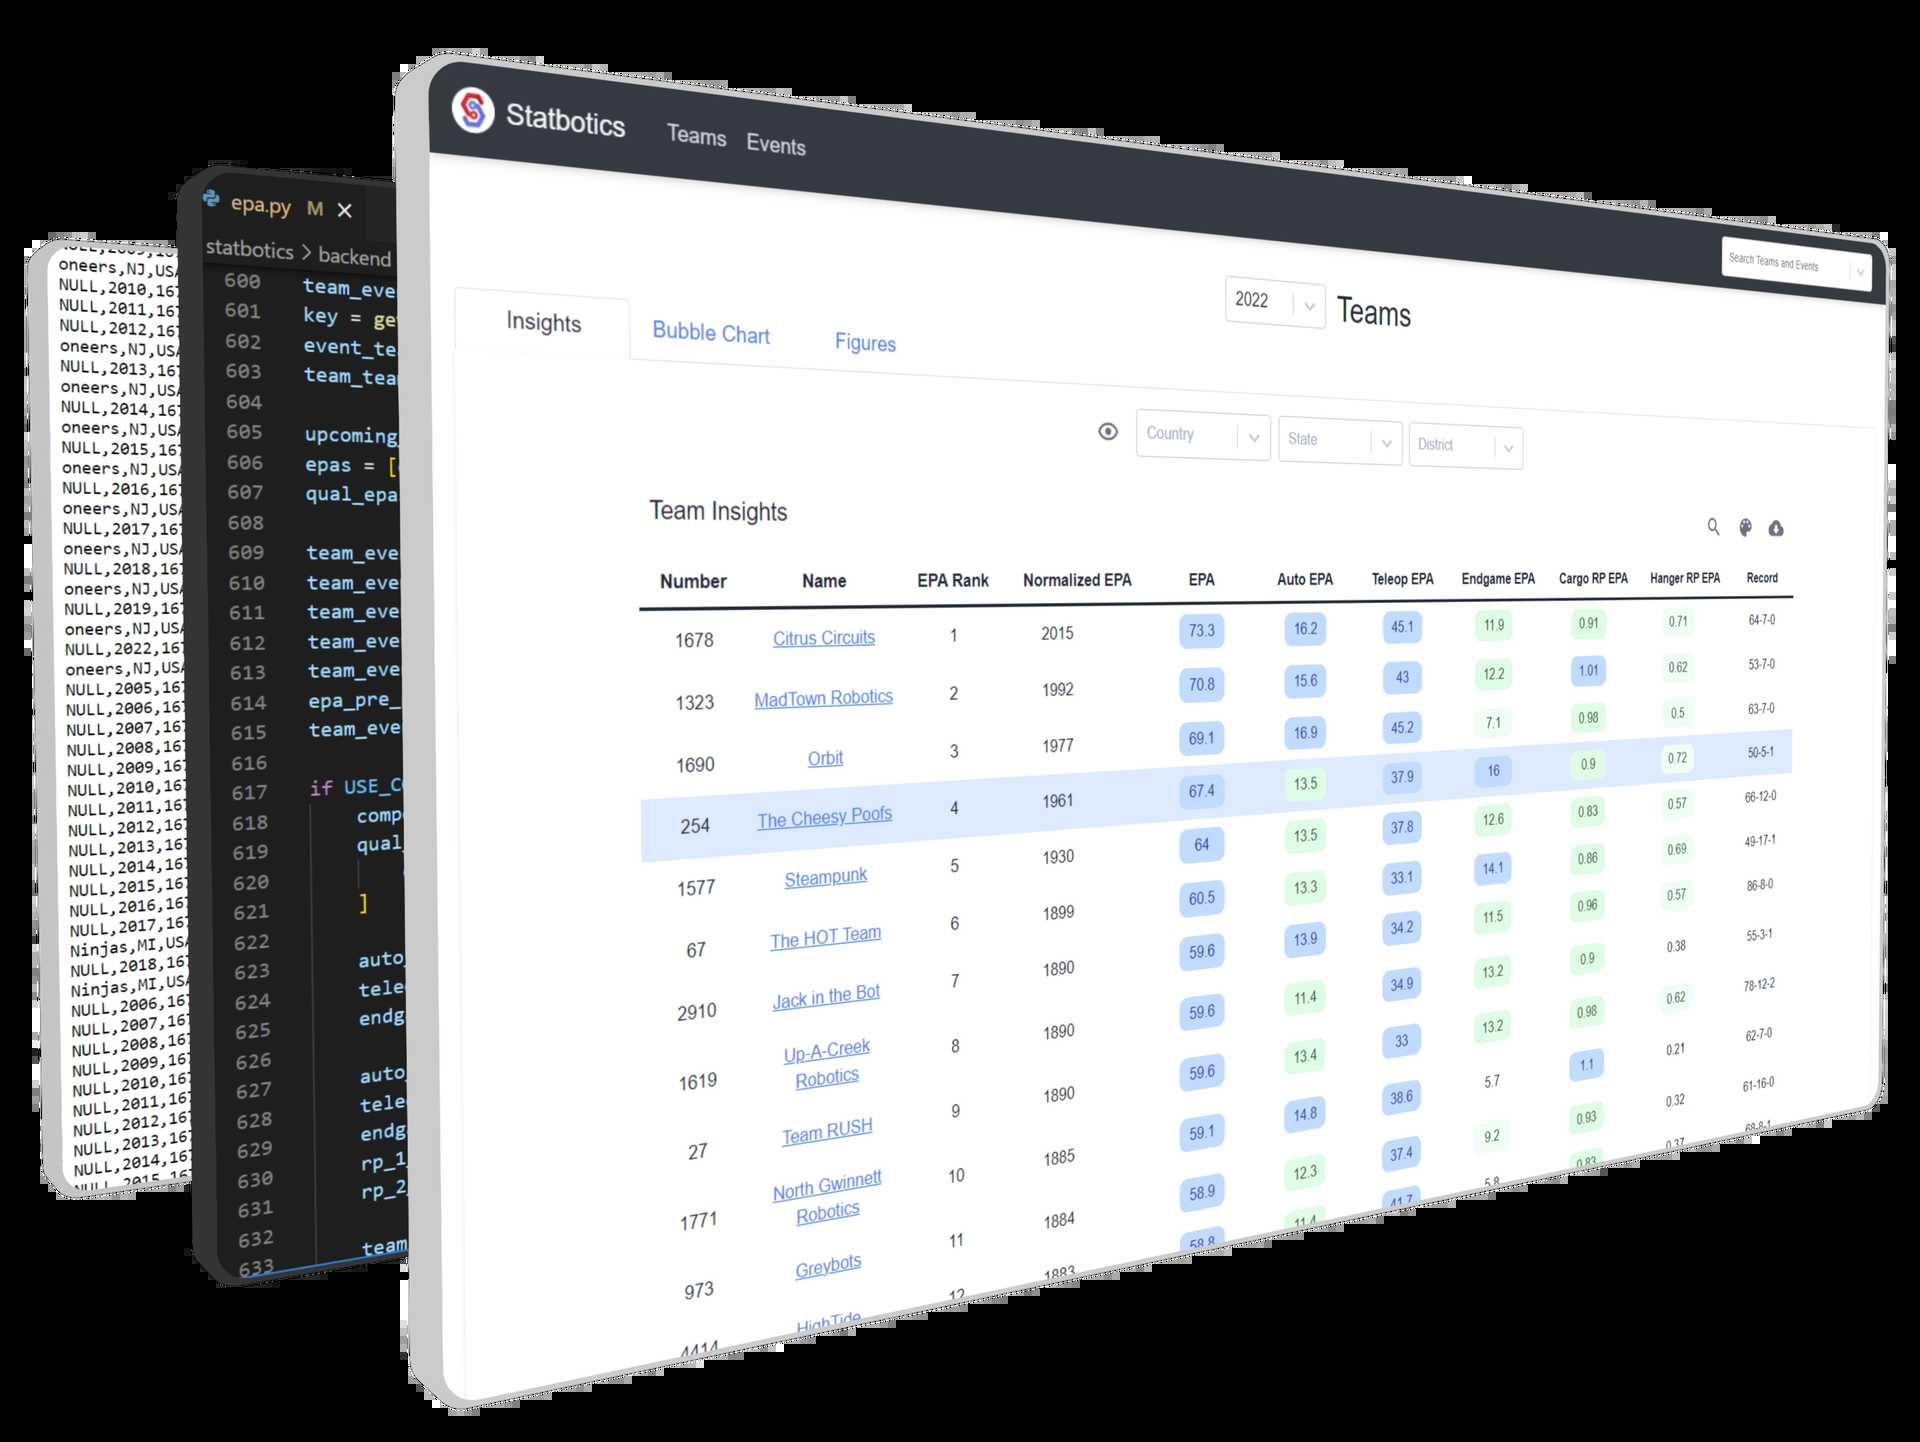 Statbotics Teams Events
Search Teams and Events
2022 Teams
Insights Bubble Chart Figures
Country State District
Team Insights
Number Name EPA Rank Normalized EPA EPA Auto EPA Teleop EPA Endgame EPA Cargo RP EPA Hanger RP EPA Record
1678 Citrus Circuits 1 2015 73.3 16.2 45.1 11.9 0.91 0.71 64-7-0
1323 MadTown Robotics 2 1992 70.8 15.6 43 12.2 1.01 0.62 53-7-0
1690 Orbit 3 1977 69.1 16.9 45.2 7.1 0.98 0.5 63-7-0
254 The Cheesy Poofs 4 1961 67.4 13.5 37.9 16 0.9 0.72 50-5-1
1577 Steampunk 5 1930 64 13.5 37.8 12.6 0.83 0.57 66-12-0
67 The HOT Team 6 1899 60.5 13.3 33.1 14.1 0.86 0.69 49-17-1
2910 Jack in the Bot 7 1890 59.6 13.9 34.2 11.5 0.96 0.57 86-8-0
1619 Up-A-Creek
Robotics 8 1890 59.6 11.4 34.9 13.2 0.9 0.38 55-3-1
27 Team RUSH 9 1890 59.6 13.4 33 13.2 0.98 0.62 78-12-2
1771 North Gwinnett
Robotics 10 1885 59.1 14.8 38.6 5.7 1.1 0.21 62-7-0
973 Greybots 11 1884 58.9 12.3 37.4 9.2 0.93 0.32 61-16-0
4414 HighTide 12 1883 58.8 11.4 41.7 5.8 0.83 0.37 68-8-1
epa.py M
statbotics > backend
600 team_eve
601 key = ge
602 event_te
603 team_tea
604
605 upcoming_
606 epas = [
607 qual_epa
608
609 team_eve
610 team_eve
611 team_eve
612 team_eve
613 team_eve
614 epa_pre_
615 team_eve
616
617 if USE_C
618 comp
619 qual_
620
621 ]
622
623 auto_
624 tele
625 endg
626
627 auto_
628 tele
629 endg
630 rp_1
631 rp_2
632
633 team
oneers,NJ,USA
NULL,2010,167
NULL,2011,167
NULL,2012,167
oneers,NJ,USA
NULL,2013,167
oneers,NJ,USA
NULL,2014,167
oneers,NJ,USA
NULL,2015,167
oneers,NJ,USA
NULL,2016,167
oneers,NJ,USA
NULL,2017,167
oneers,NJ,USA
NULL,2018,167
oneers,NJ,USA
NULL,2019,167
oneers,NJ,USA
NULL,2022,167
oneers,NJ,USA
NULL,2005,167
NULL,2006,167
NULL,2007,167
NULL,2008,167
NULL,2009,167
NULL,2010,167
NULL,2011,167
NULL,2012,167
NULL,2013,167
NULL,2014,167
NULL,2015,167
NULL,2016,167
NULL,2017,167
Ninjas,MI,USA
NULL,2018,167
Ninjas,MI,USA
NULL,2006,167
NULL,2007,167
NULL,2008,167
NULL,2009,167
NULL,2010,167
NULL,2011,167
NULL,2012,167
NULL,2013,167
NULL,2014,167